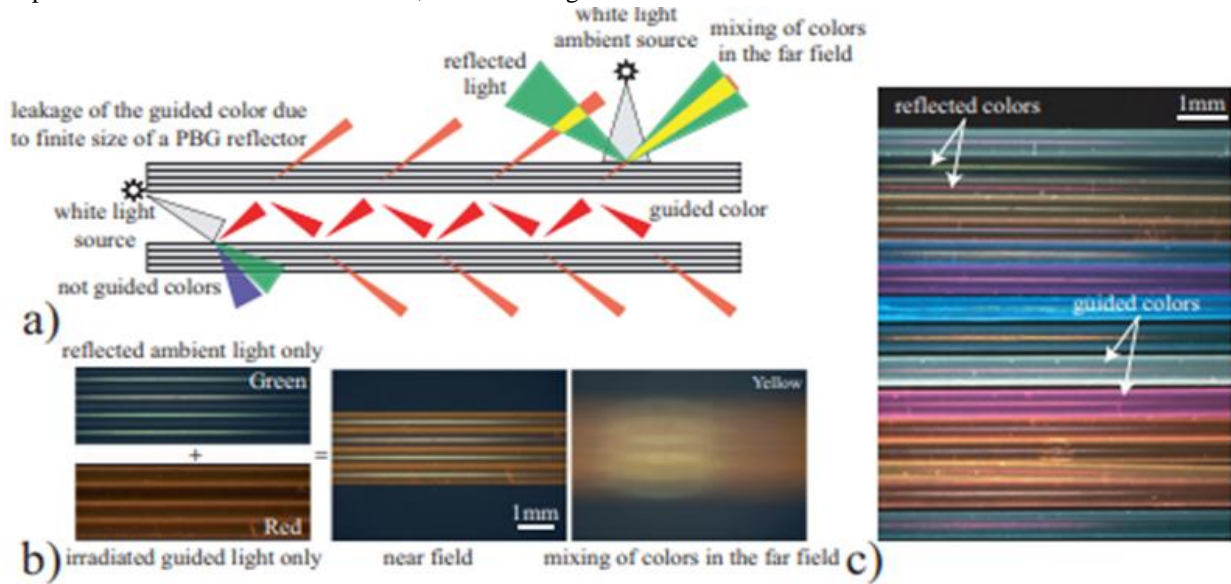 white light
ambient source
mixing of colors
in the far field
reflected
light
leakage of the guided color due
to finite size of a PBG reflector
white light
source
guided color
not guided colors
a)
reflected ambient light only
Green
+
Red
irradiated guided light only
=
1mm
near field
Yellow
mixing of colors in the far field
b)
reflected colors
1mm
guided colors
c)